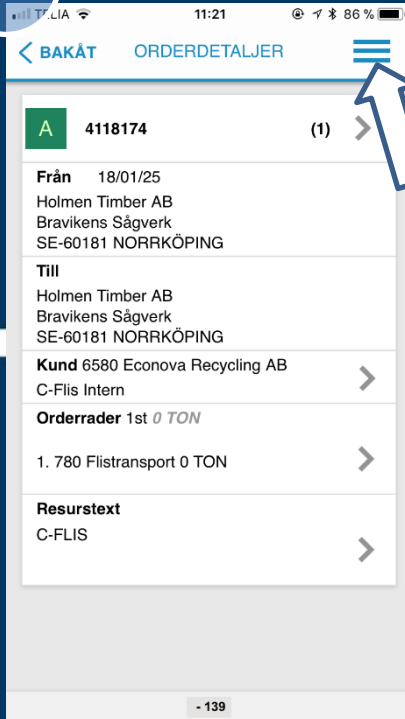 TELIA 11:21 86 %
BAKÅT ORDERDETALJER
A 4118174 (1)
Från 18/01/25
Holmen Timber AB
Bravikens Sågverk
SE-60181 NORRKÖPING
Till
Holmen Timber AB
Bravikens Sågverk
SE-60181 NORRKÖPING
Kund 6580 Econova Recycling AB
C-Flis Intern
Orderrader 1st 0 TON
1. 780 Flistransport 0 TON
Resurstext
C-FLIS
- 139